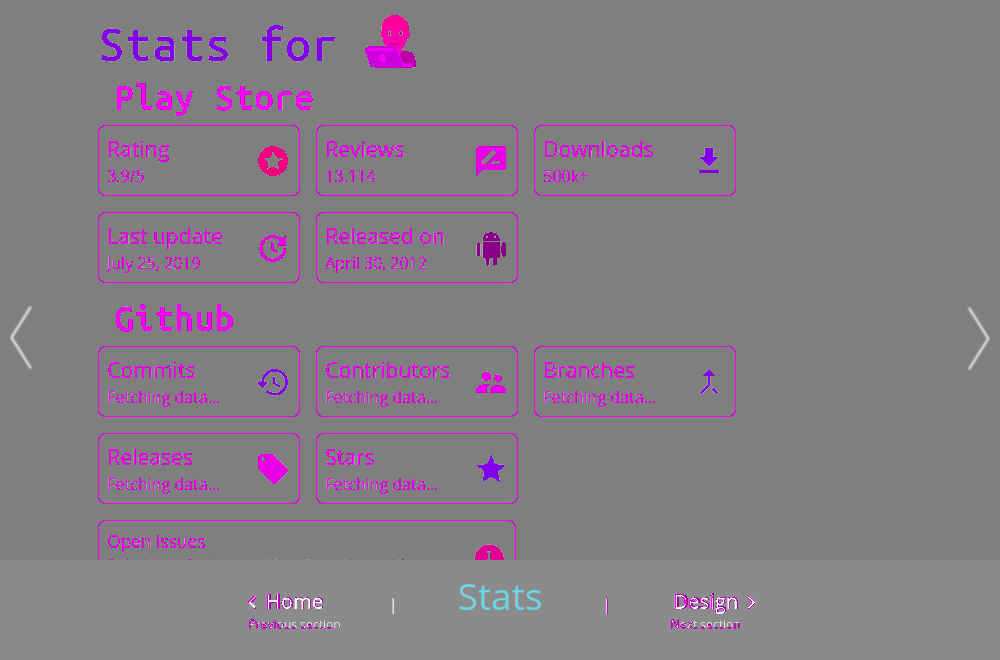 Stats for
Play Store
Rating
3.9/5
Reviews
13.114
Downloads
500k+
Last update
July 25, 2019
Released on
April 30, 2012
Github
Commits
Fetching data...
Contributors
Fetching data...
Branches
Fetching data...
Releases
Fetching data...
Stars
Fetching data...
Open issues
Home
Previous section
Stats
Design
Next section